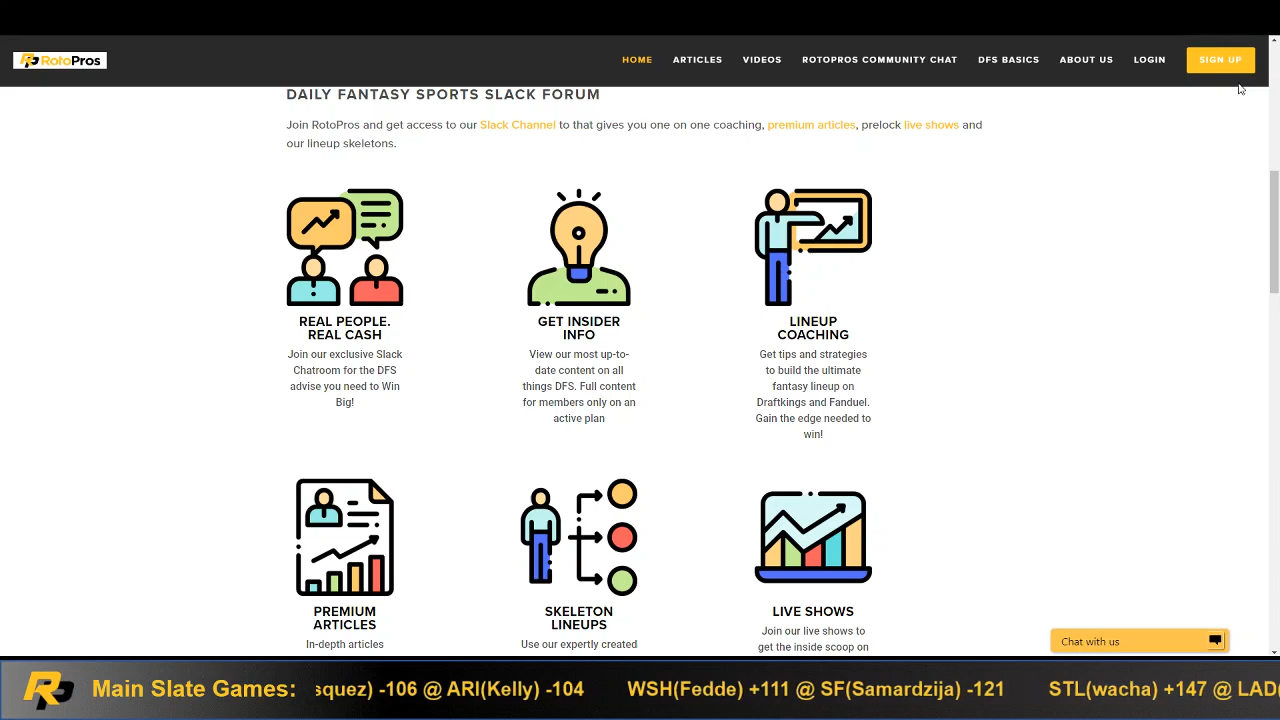 RotoPros
HOME ARTICLES VIDEOS ROTOPROS COMMUNITY CHAT DFS BASICS ABOUT US LOGIN SIGN UP
DAILY FANTASY SPORTS SLACK FORUM
Join RotoPros and get access to our Slack Channel to that gives you one on one coaching, premium articles, prelock live shows and
our lineup skeletons.
REAL PEOPLE.
REAL CASH
Join our exclusive Slack
Chatroom for the DFS
advise you need to Win
Big!
GET INSIDER
INFO
View our most up-to-
date content on all
things DFS. Full content
for members only on an
active plan
LINEUP
COACHING
Get tips and strategies
to build the ultimate
fantasy lineup on
Draftkings and Fanduel.
Gain the edge needed to
win!
PREMIUM
ARTICLES
In-depth articles
SKELETON
LINEUPS
Use our expertly created
LIVE SHOWS
Join our live shows to
get the inside scoop on
Chat with us
Main Slate Games: squez) -106 @ ARI(Kelly) -104 WSH(Fedde) +111 @ SF(Samardzija) -121 STL(wacha) +147 @ LAD(